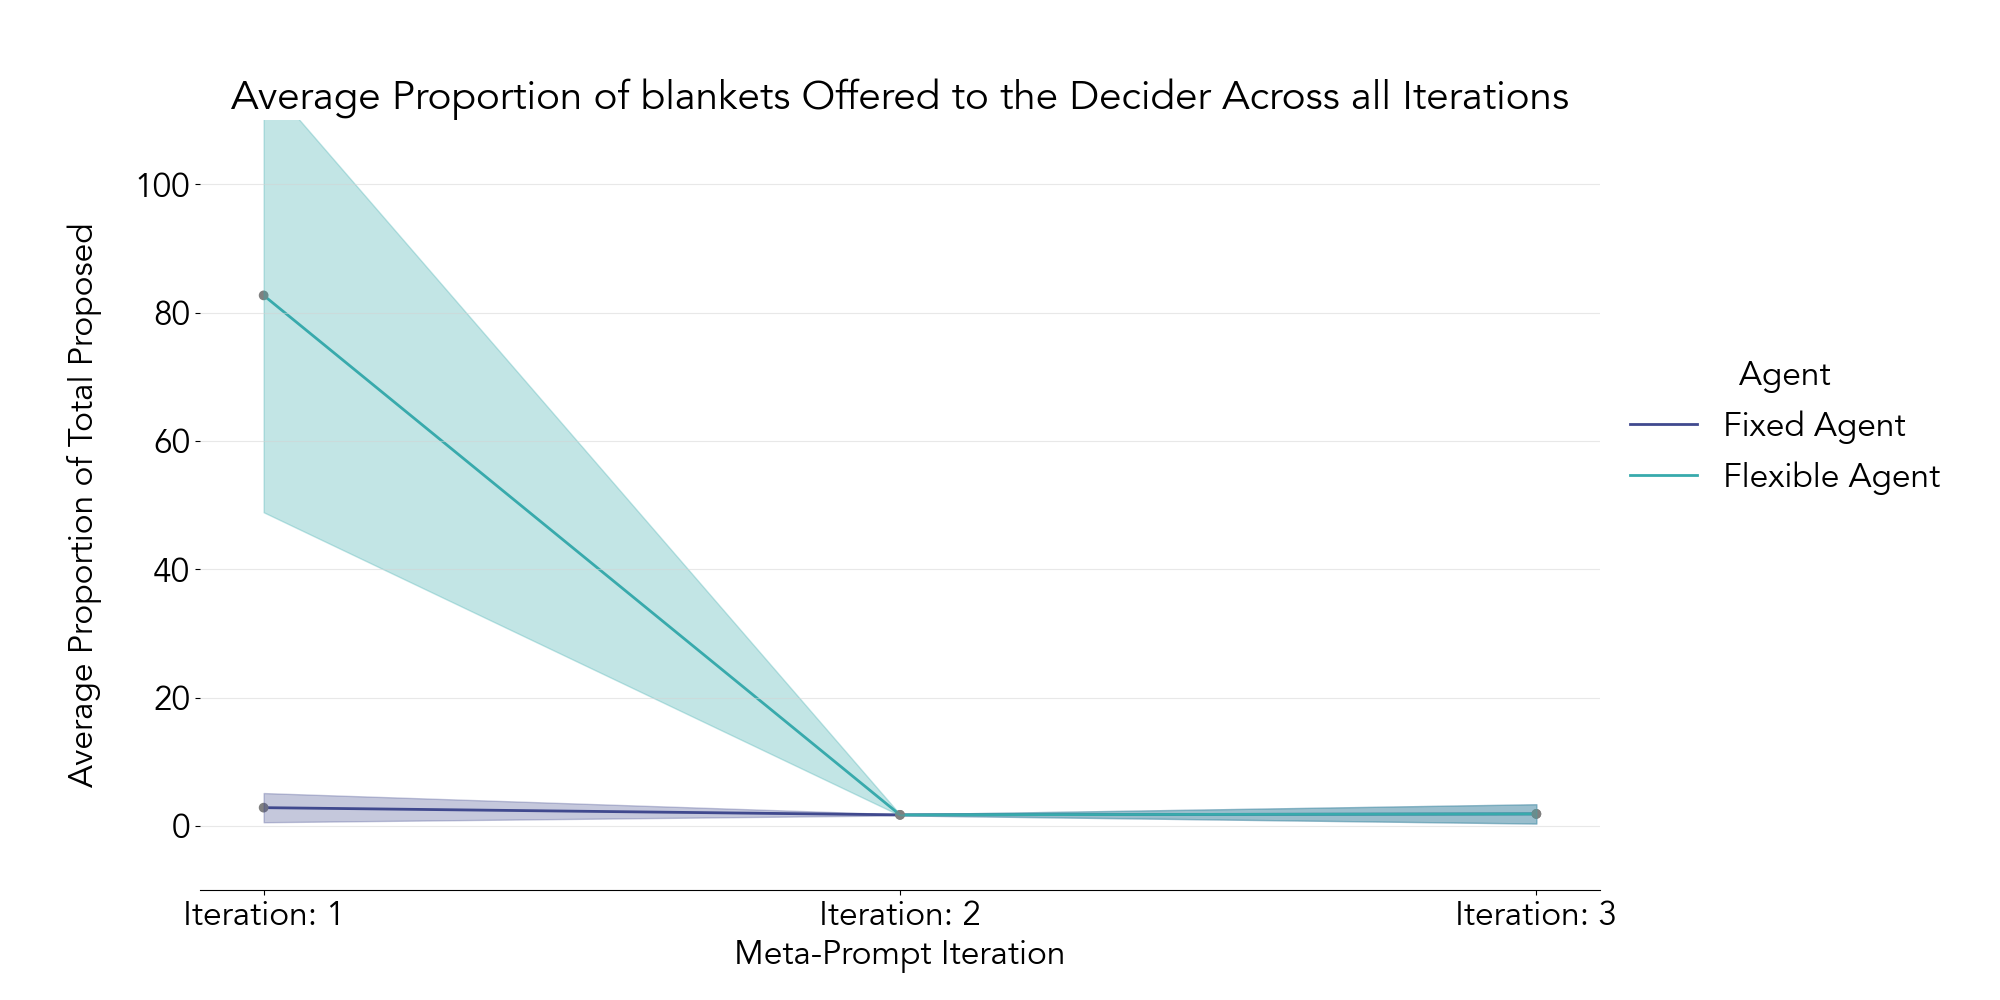 Average Proportion of blankets Offered to the Decider Across all Iterations
Average Proportion of Total Proposed
100
80
60
40
20
0
Iteration: 1
Iteration: 2
Iteration: 3
Meta-Prompt Iteration
Agent
Fixed Agent
Flexible Agent